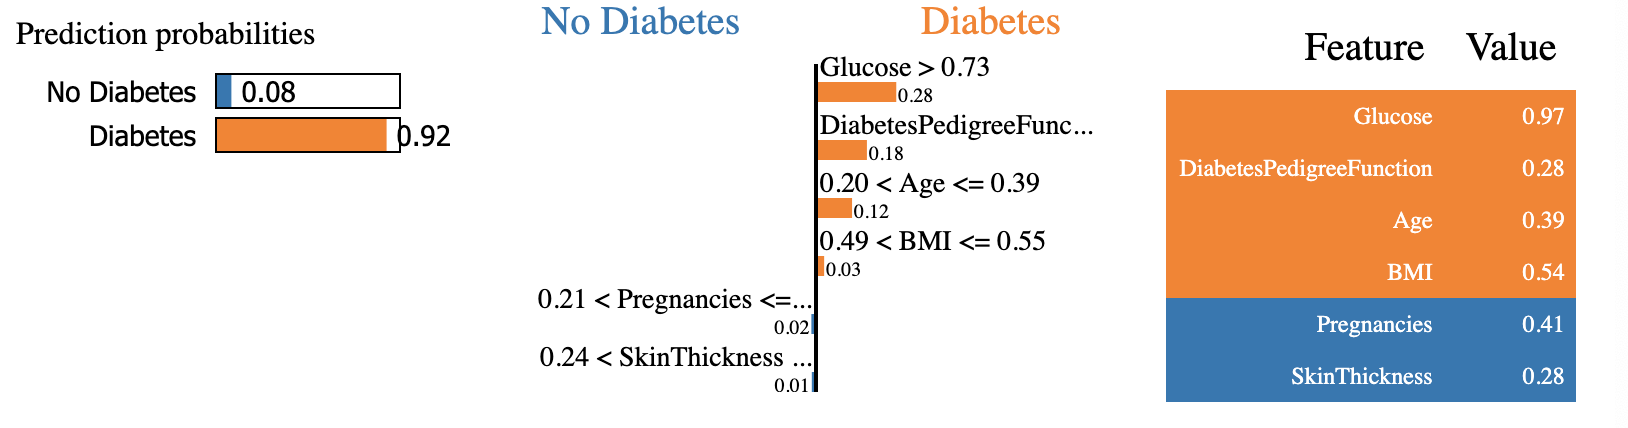 Prediction probabilities
No Diabetes 0.08
Diabetes 0.92
No Diabetes Diabetes
Glucose > 0.73
0.28
DiabetesPedigreeFunc...
0.18
0.20 < Age <= 0.39
0.12
0.49 < BMI <= 0.55
0.03
0.21 < Pregnancies <=...
0.02
0.24 < SkinThickness ...
0.01
Feature Value
Glucose 0.97
DiabetesPedigreeFunction 0.28
Age 0.39
BMI 0.54
Pregnancies 0.41
SkinThickness 0.28